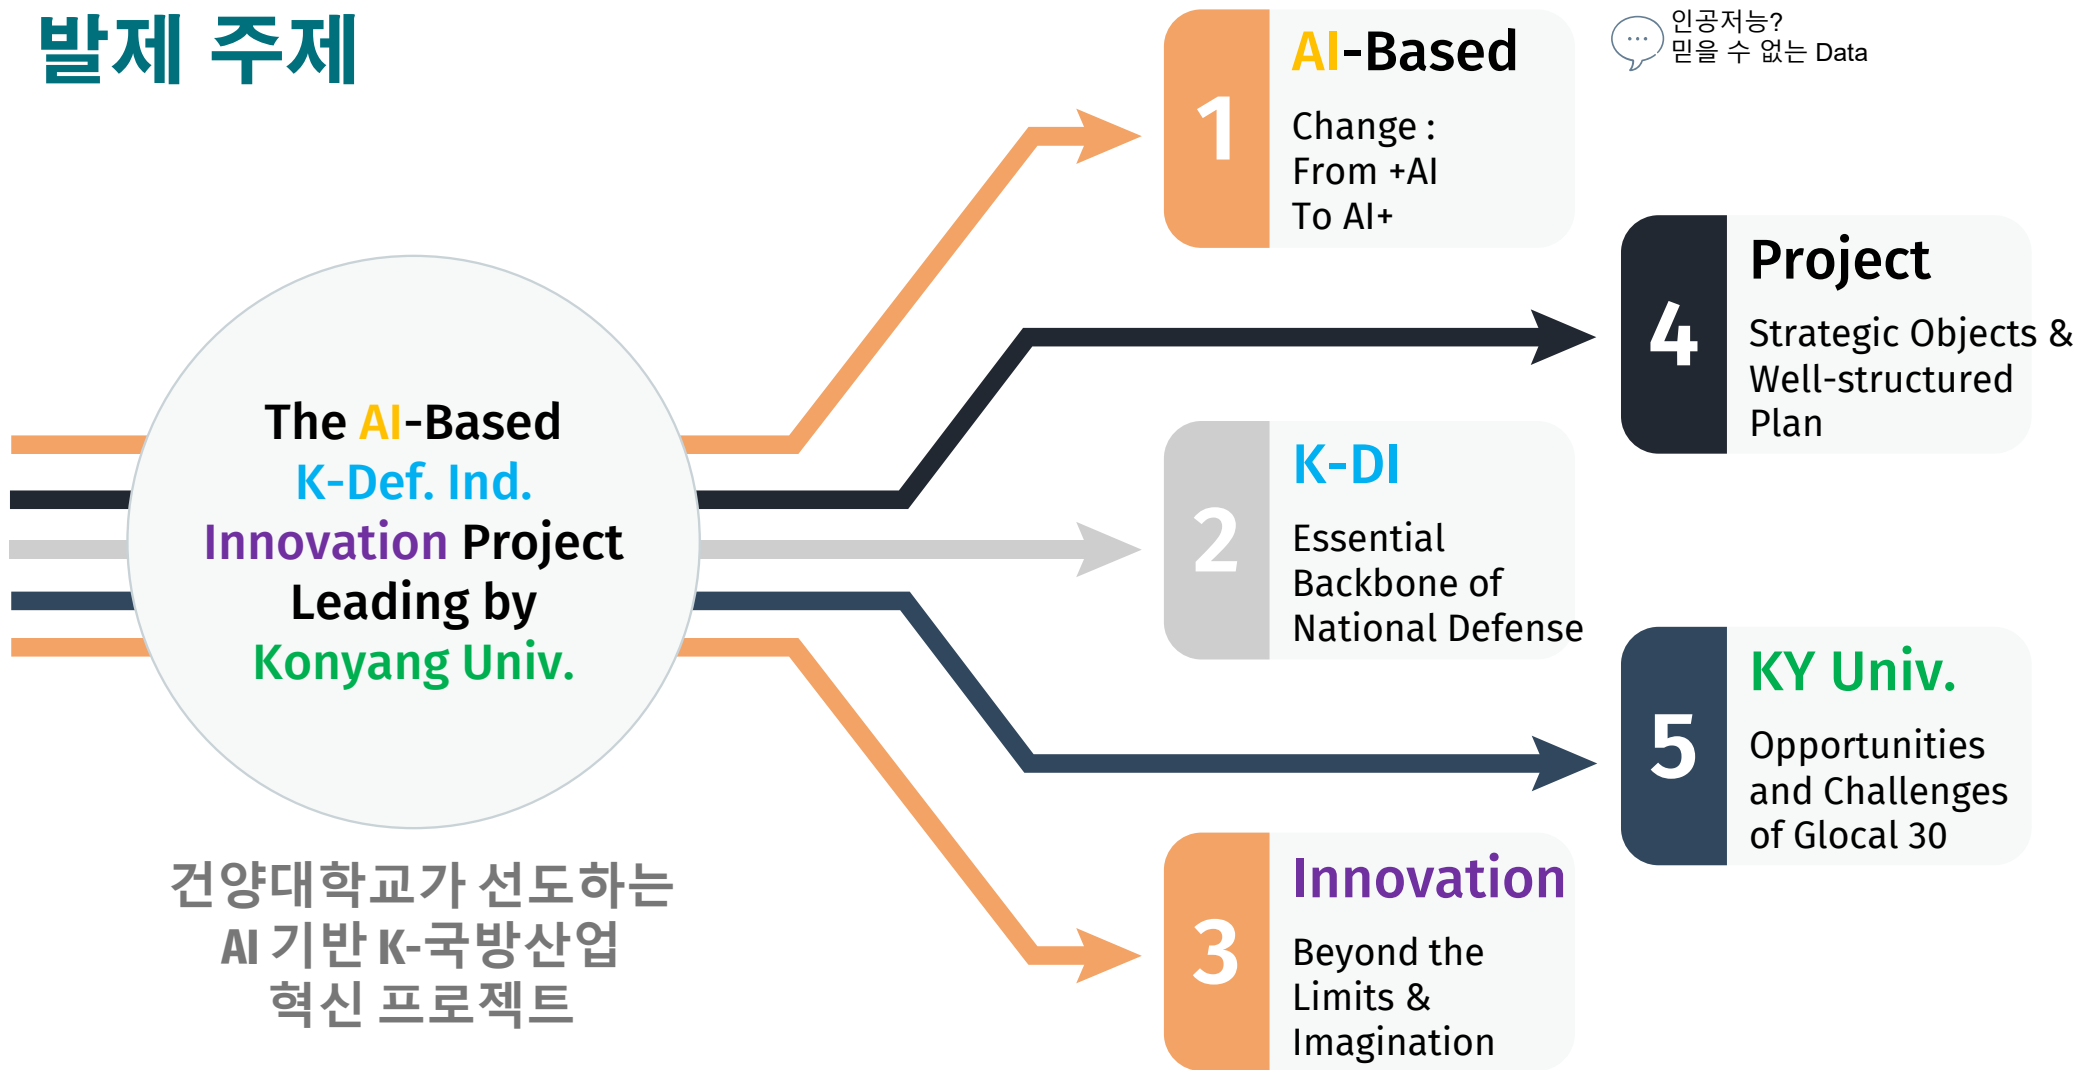 발제 주제
인공저능?
믿을 수 없는 Data
The AI-Based
K-Def. Ind.
Innovation Project
Leading by
Konyang Univ.
건양대학교가 선도하는
AI 기반 K-국방산업
혁신 프로젝트
1
AI-Based
Change :
From +AI
To AI+
2
K-DI
Essential
Backbone of
National Defense
3
Innovation
Beyond the
Limits &
Imagination
4
Project
Strategic Objects &
Well-structured
Plan
5
KY Univ.
Opportunities
and Challenges
of Glocal 30